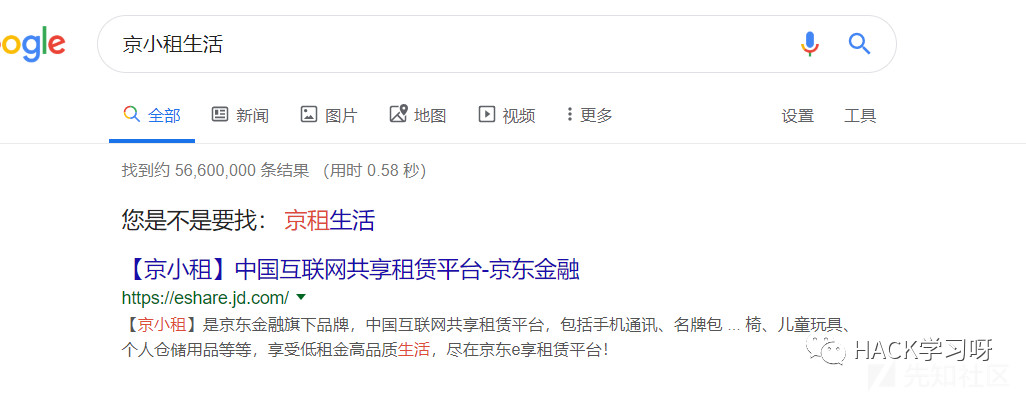 ogle
京小租生活
全部 新闻 图片 地图 视频 更多 设置 工具
找到约 56,600,000 条结果 （用时 0.58 秒）
您是不是要找： 京租生活
【京小租】中国互联网共享租赁平台-京东金融
https://eshare.jd.com/
【京小租】是京东金融旗下品牌，中国互联网共享租赁平台，包括手机通讯、名牌包 ... 椅、儿童玩具、
个人仓储用品等等，享受低租金高品质生活，尽在京东e享租赁平台！
HACK学习呀
先知社区